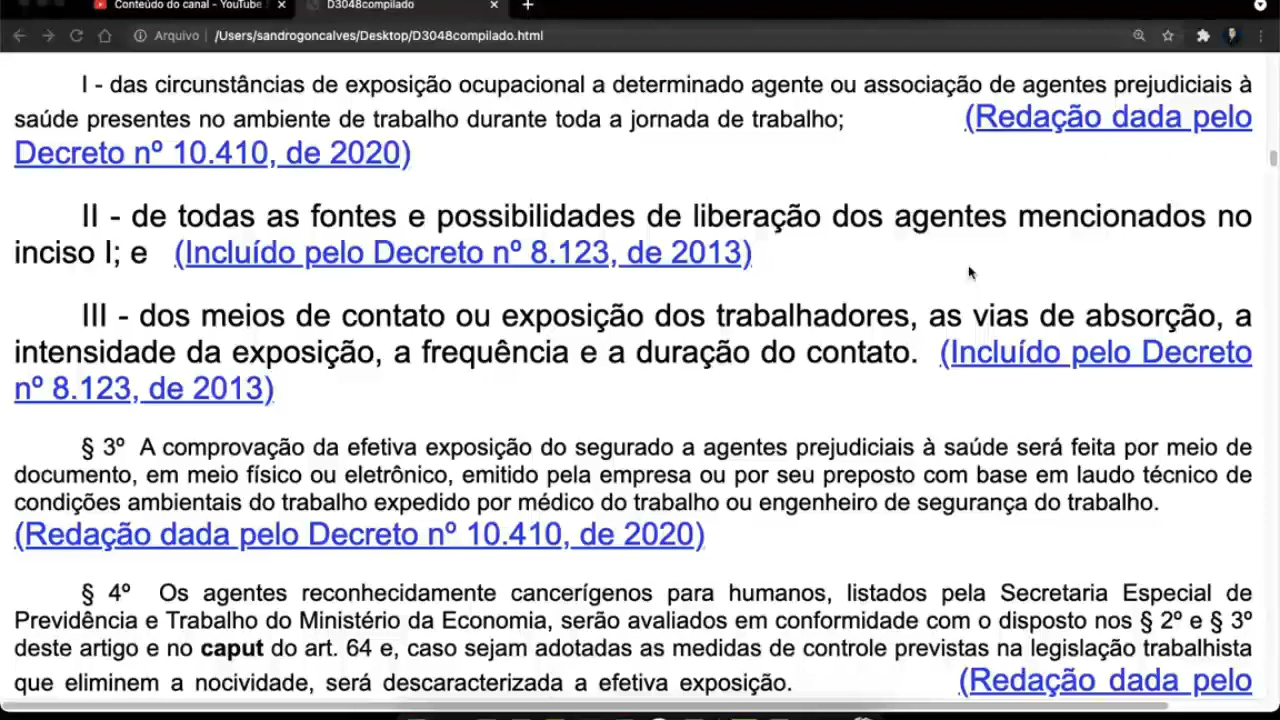 Conteúdo do canal - YouTube
D3048compilado
Arquivo | /Users/sandrogoncalves/Desktop/D3048compilado.html
I - das circunstâncias de exposição ocupacional a determinado agente ou associação de agentes prejudiciais à
saúde presentes no ambiente de trabalho durante toda a jornada de trabalho; (Redação dada pelo
Decreto nº 10.410, de 2020)
II - de todas as fontes e possibilidades de liberação dos agentes mencionados no
inciso I; e (Incluído pelo Decreto nº 8.123, de 2013)
III - dos meios de contato ou exposição dos trabalhadores, as vias de absorção, a
intensidade da exposição, a frequência e a duração do contato. (Incluído pelo Decreto
nº 8.123, de 2013)
§ 3º A comprovação da efetiva exposição do segurado a agentes prejudiciais à saúde será feita por meio de
documento, em meio físico ou eletrônico, emitido pela empresa ou por seu preposto com base em laudo técnico de
condições ambientais do trabalho expedido por médico do trabalho ou engenheiro de segurança do trabalho.
(Redação dada pelo Decreto nº 10.410, de 2020)
§ 4º Os agentes reconhecidamente cancerígenos para humanos, listados pela Secretaria Especial de
Previdência e Trabalho do Ministério da Economia, serão avaliados em conformidade com o disposto nos § 2º e § 3º
deste artigo e no caput do art. 64 e, caso sejam adotadas as medidas de controle previstas na legislação trabalhista
que eliminem a nocividade, será descaracterizada a efetiva exposição. (Redação dada pelo